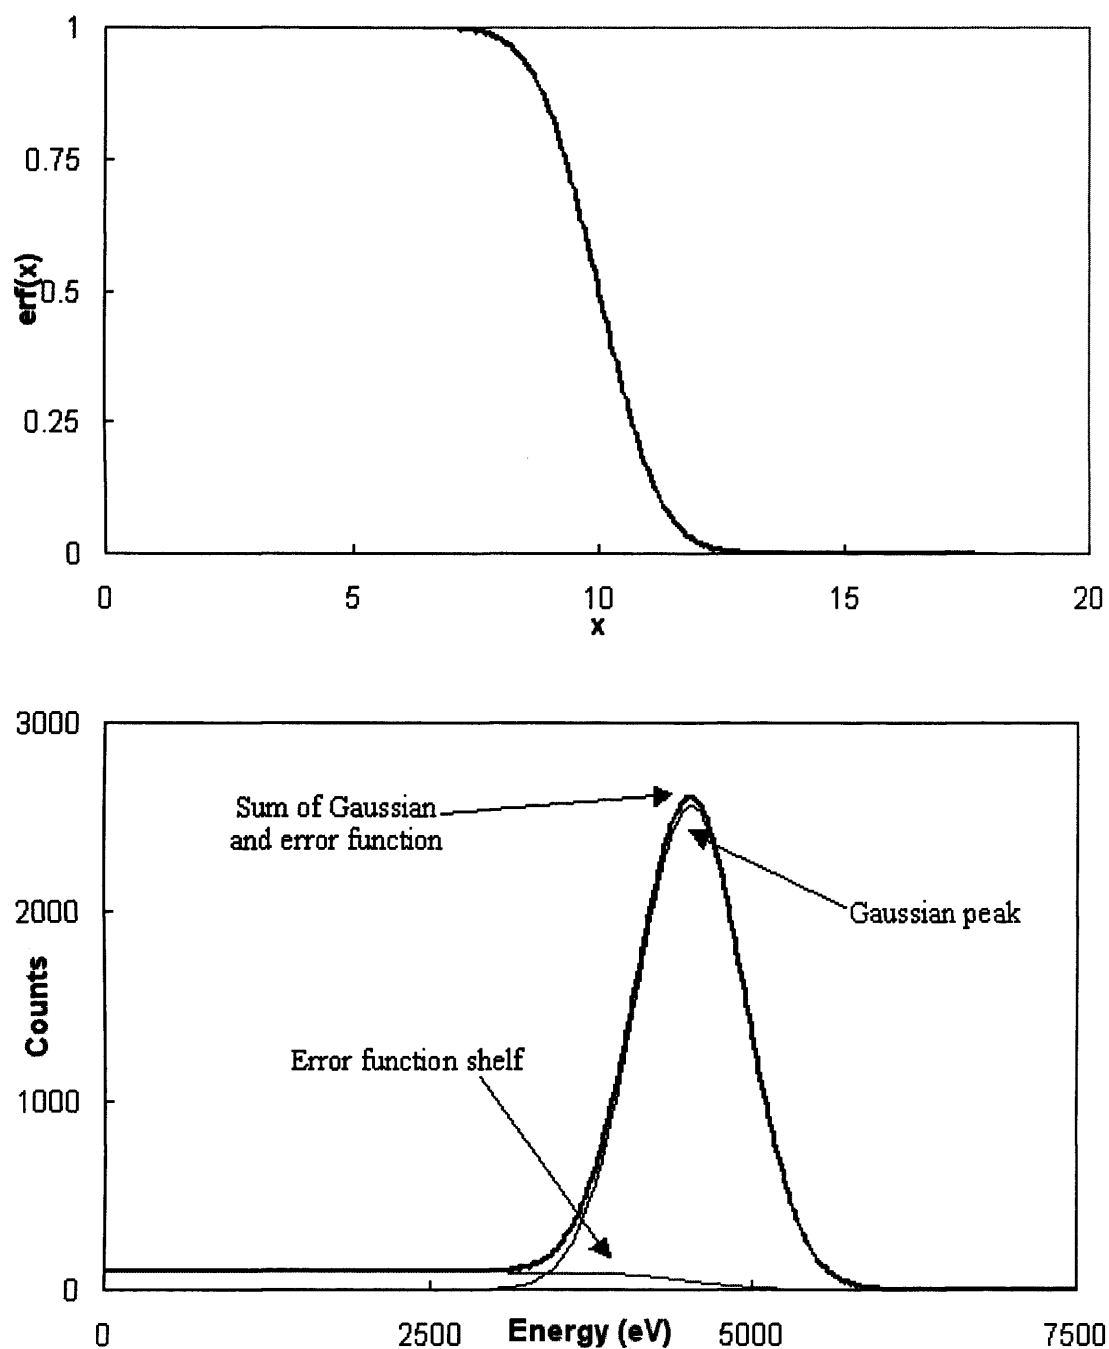 1
0.75
erf(x)
0.5
0.25
0
0 5 10 15 20
x
3000
Sum of Gaussian
and error function
2000
Gaussian peak
Counts
Error function shelf
1000
0
0 2500 Energy (eV) 5000 7500